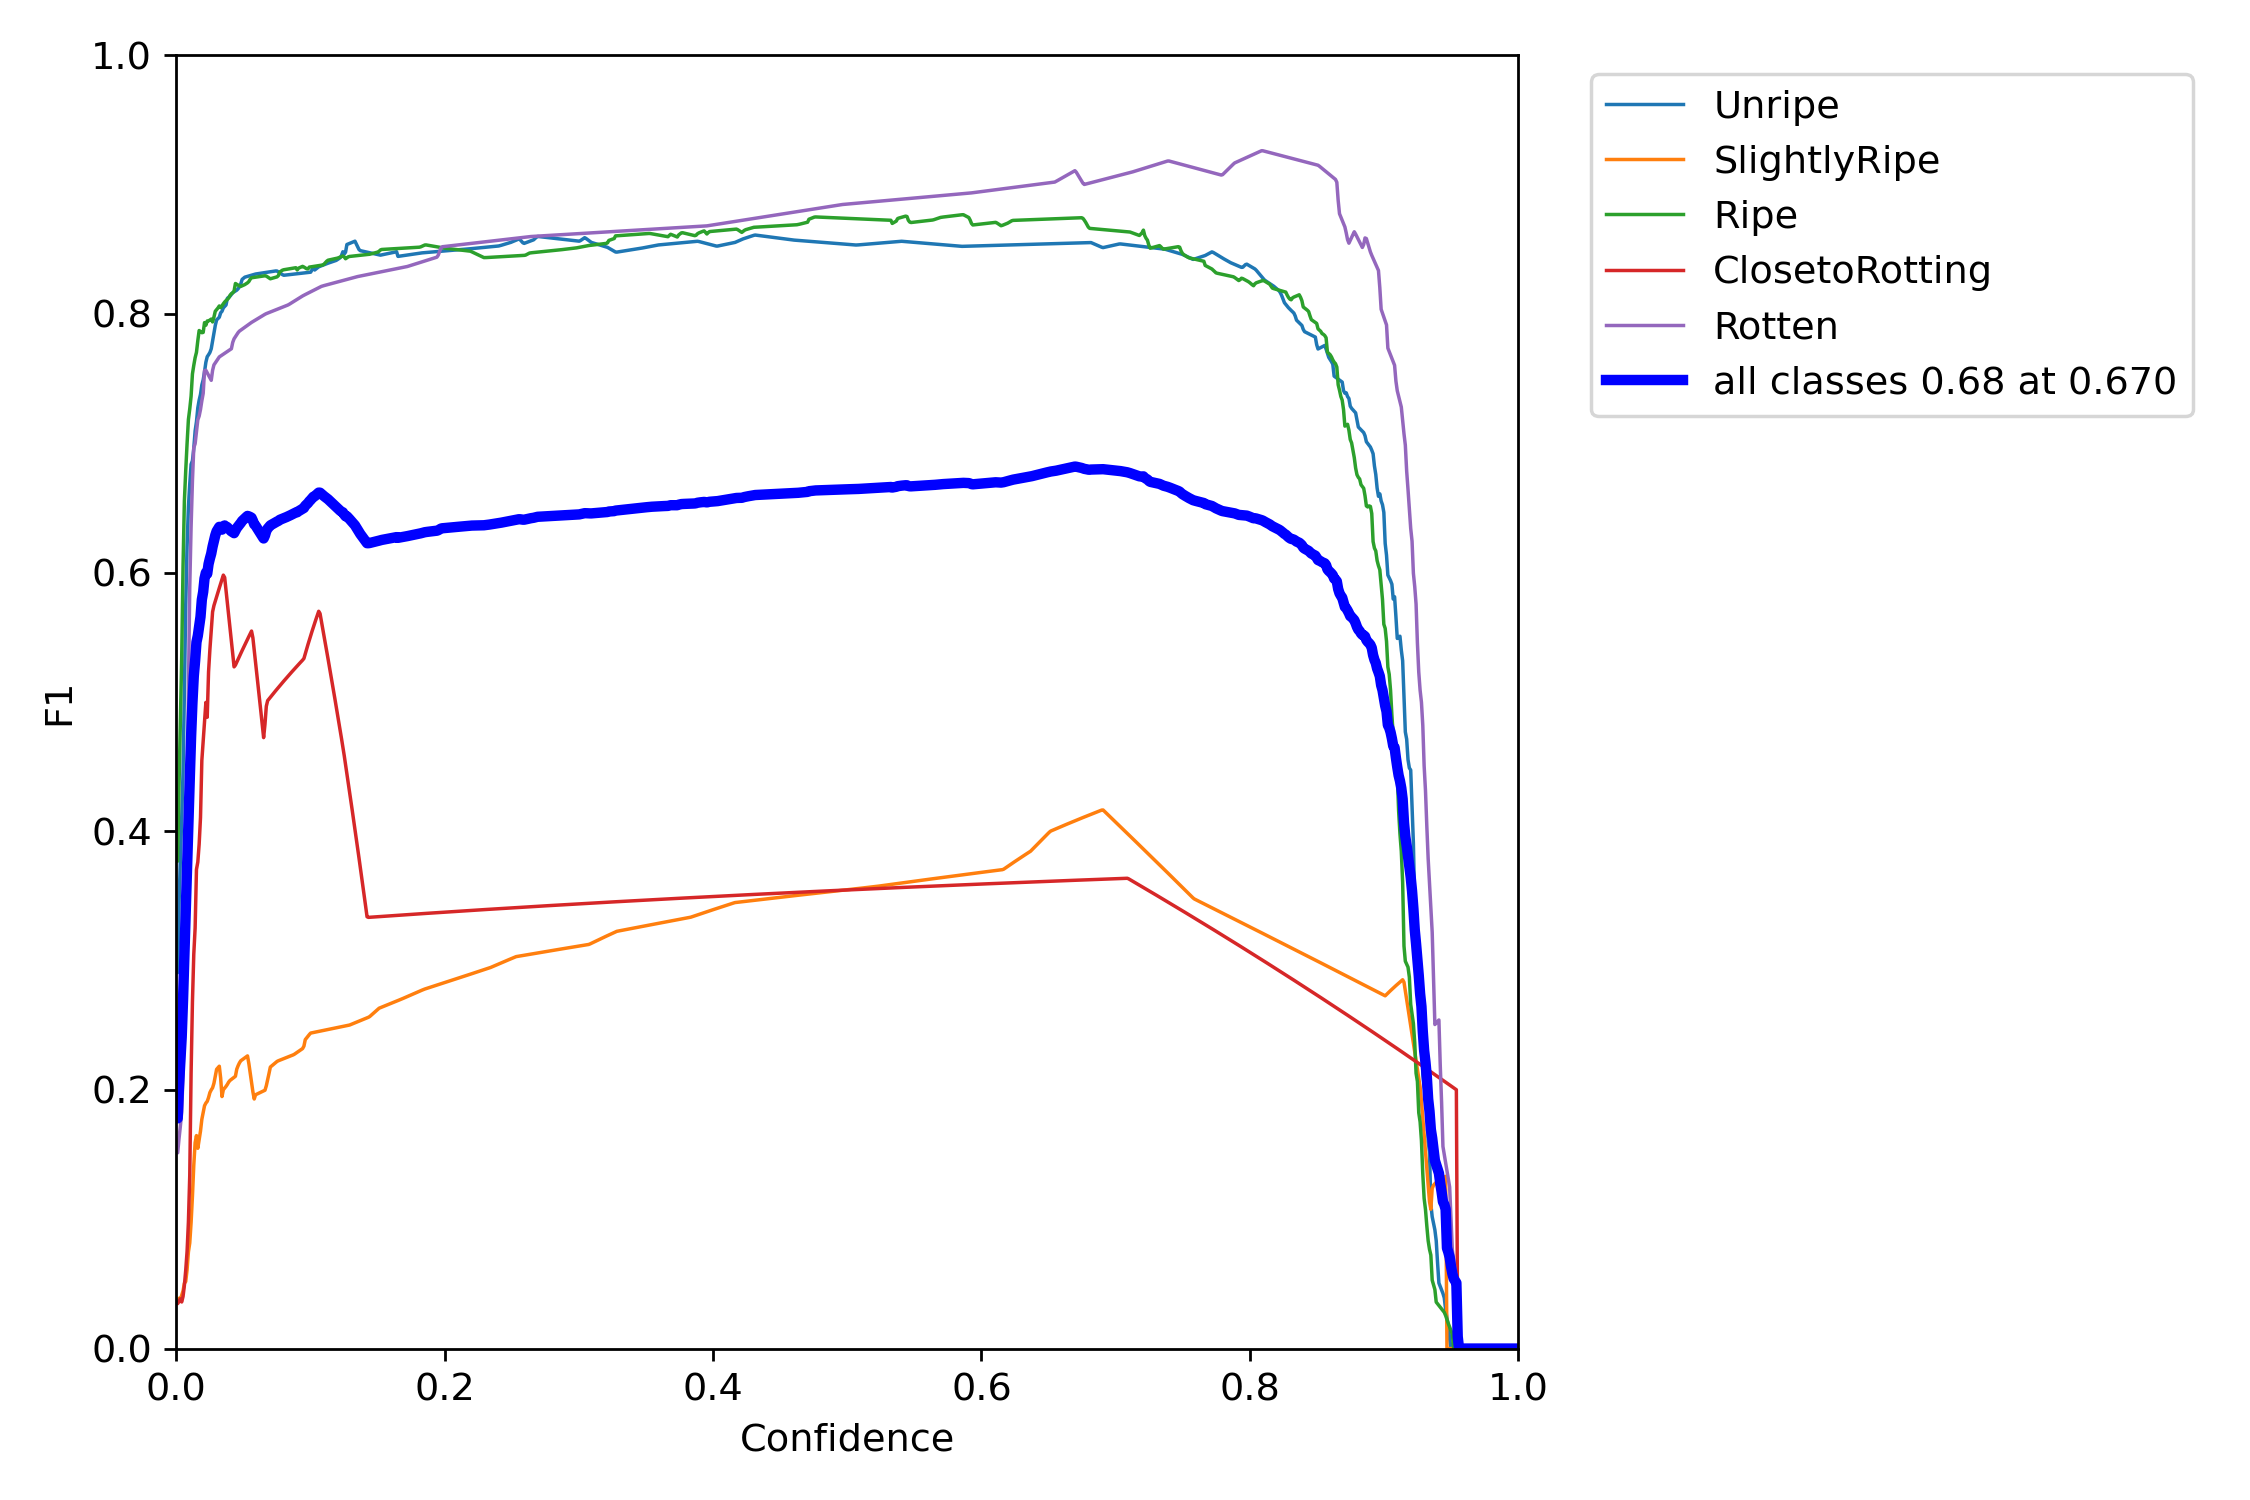 1.0
0.8
0.6
0.4
0.2
0.0
F1
0.0 0.2 0.4 0.6 0.8 1.0
Confidence
Unripe
SlightlyRipe
Ripe
ClosetoRotting
Rotten
all classes 0.68 at 0.670